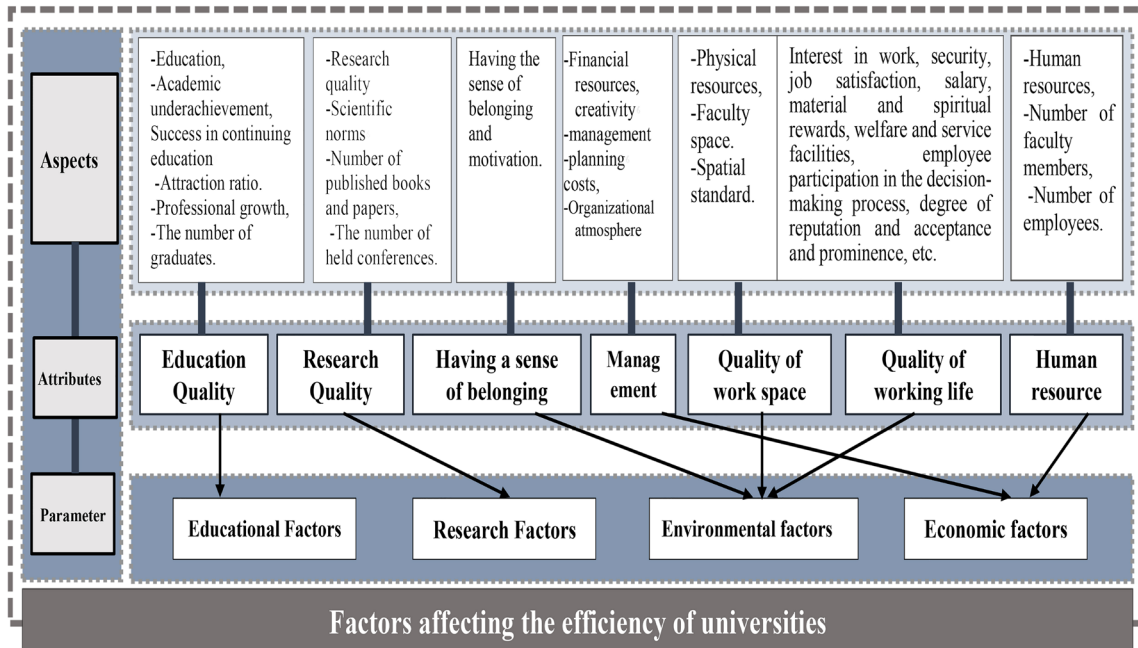 Aspects
-Education,
-Academic
underachievement,
Success in continuing
education
-Attraction ratio.
-Professional growth,
-The number of
graduates.
-Research
quality
-Scientific
norms
-Number of
published books
and papers,
-The number of
held conferences.
Having the
sense of
belonging
and
motivation.
-Financial
resources,
creativity
-management
-planning
costs,
-Organizational
atmosphere
-Physical
resources,
-Faculty
space.
-Spatial
standard.
Interest in work, security,
job satisfaction, salary,
material and spiritual
rewards, welfare and service
facilities, employee
participation in the decision-
making process, degree of
reputation and acceptance
and prominence, etc.
-Human
resources,
-Number of
faculty
members,
-Number of
employees.
Attributes
Education
Quality
Research
Quality
Having a sense
of belonging
Manag
ement
Quality of
work space
Quality of
working life
Human
resource
Parameter
Educational Factors
Research Factors
Environmental factors
Economic factors
Factors affecting the efficiency of universities